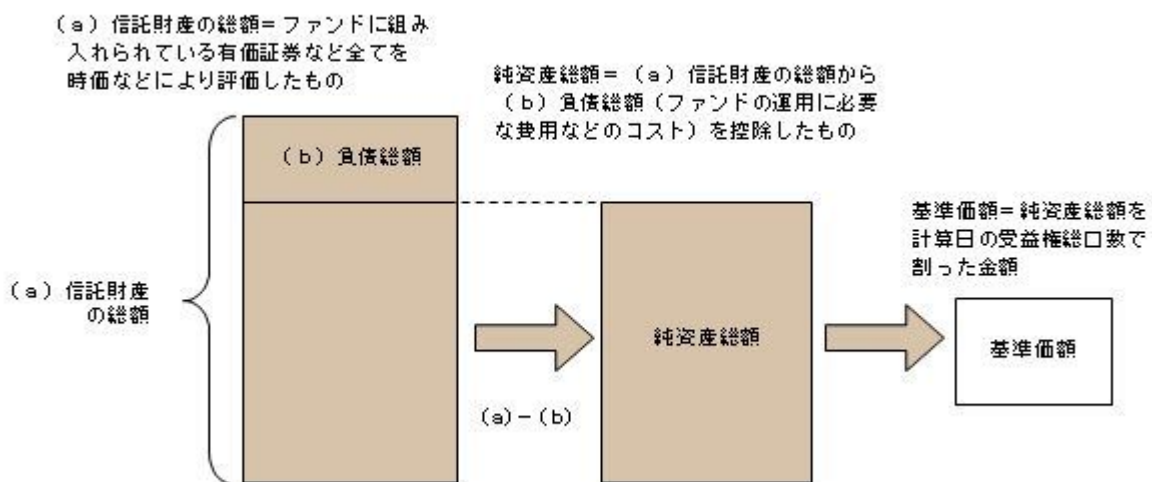 (a)信託財産の総額=ファンドに組み
入れられている有価証券など全てを
時価などにより評価したもの
純資産総額=(a)信託財産の総額から
(b)負債総額(ファンドの運用に必要
な費用などのコスト)を控除したもの
(b)負債総額
基準価額=純資産総額を
計算日の受益権総口数で
割った金額
(a)信託財産
の総額
純資産総額
基準価額
(a)-(b)